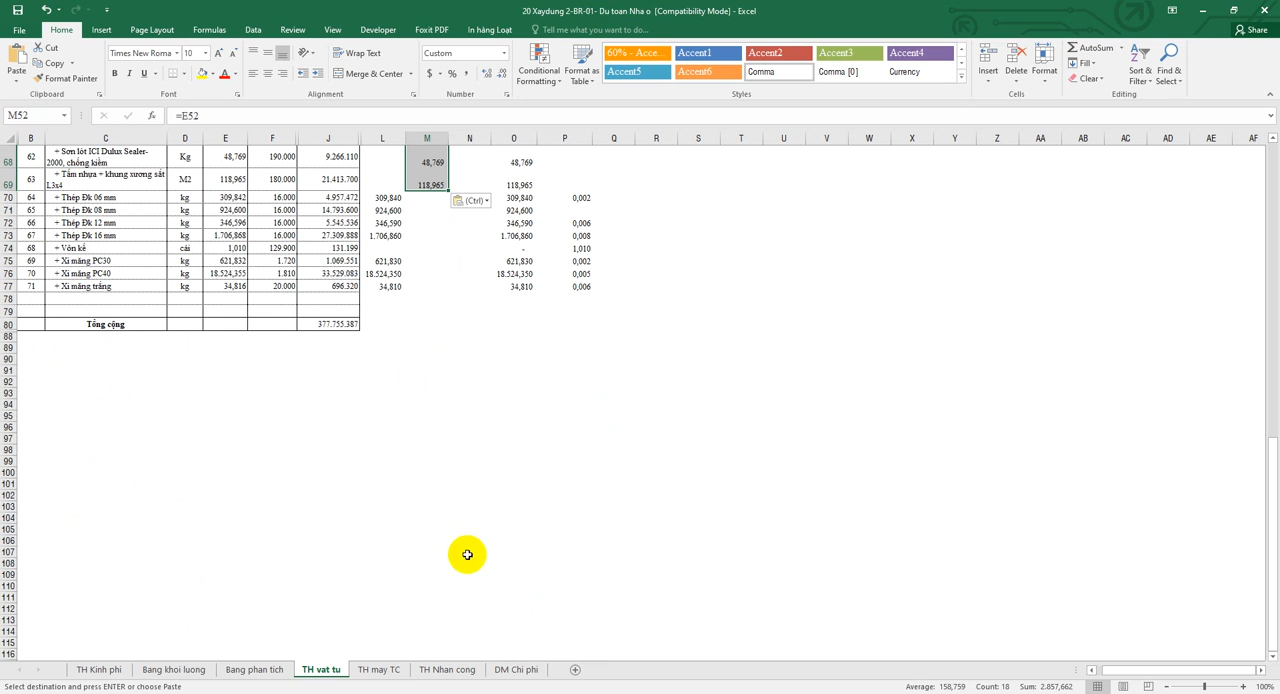 20 Xaydung 2-BR-01- Du toan Nha o [Compatibility Mode] - Excel
File Home Insert Page Layout Formulas Data Review View Developer Foxit PDF In hàng Loạt Tell me what you want to do... Share
Paste Cut Copy Format Painter Clipboard
Times New Roma 10 B I U A Font
Wrap Text Merge & Center Alignment
Custom $ % , Number
Conditional Formatting Format as Table
60% - Acce... Accent1 Accent2 Accent3 Accent4
Accent5 Accent6 Comma Comma [0] Currency
Styles
Insert Delete Format Cells
AutoSum Fill Clear Sort & Filter Find & Select Editing
M52 fx =E52
B C D E F J L M N O P Q R S T U V W X Y Z AA AB AC AD AE AF
68 62 + Sơn lót ICI Dulux Sealer-2000, chống kiềm Kg 48,769 190.000 9.266.110 48,769 48,769
69 63 + Tấm nhựa + khung xương sắt L3x4 M2 118,965 180.000 21.413.700 118,965 118,965
(Ctrl)
70 64 + Thép Đk 06 mm kg 309,842 16.000 4.957.472 309,840 309,840 0,002
71 65 + Thép Đk 08 mm kg 924,600 16.000 14.793.600 924,600 924,600
72 66 + Thép Đk 12 mm kg 346,596 16.000 5.545.536 346,590 346,590 0,006
73 67 + Thép Đk 16 mm kg 1.706,868 16.000 27.309.888 1.706,860 1.706,860 0,008
74 68 + Vôn kế cái 1,010 129.900 131.199 - 1,010
75 69 + Xi măng PC30 kg 621,832 1.720 1.069.551 621,830 621,830 0,002
76 70 + Xi măng PC40 kg 18.524,355 1.810 33.529.083 18.524,350 18.524,350 0,005
77 71 + Xi măng trắng kg 34,816 20.000 696.320 34,810 34,810 0,006
78
79
80 Tổng cộng 377.755.387
88
89
90
91
92
93
94
95
96
97
98
99
100
101
102
103
104
105
106
107
108
109
110
111
112
113
114
115
116
TH Kinh phi Bang khoi luong Bang phan tich TH vat tu TH may TC TH Nhan cong DM Chi phi
Select destination and press ENTER or choose Paste Average: 158,759 Count: 18 Sum: 2.857,662 100%